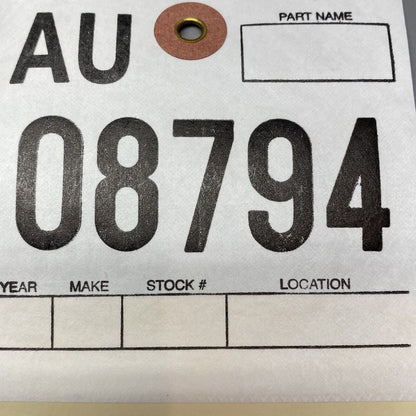 AU PART NAME
08794
YEAR MAKE STOCK # LOCATION